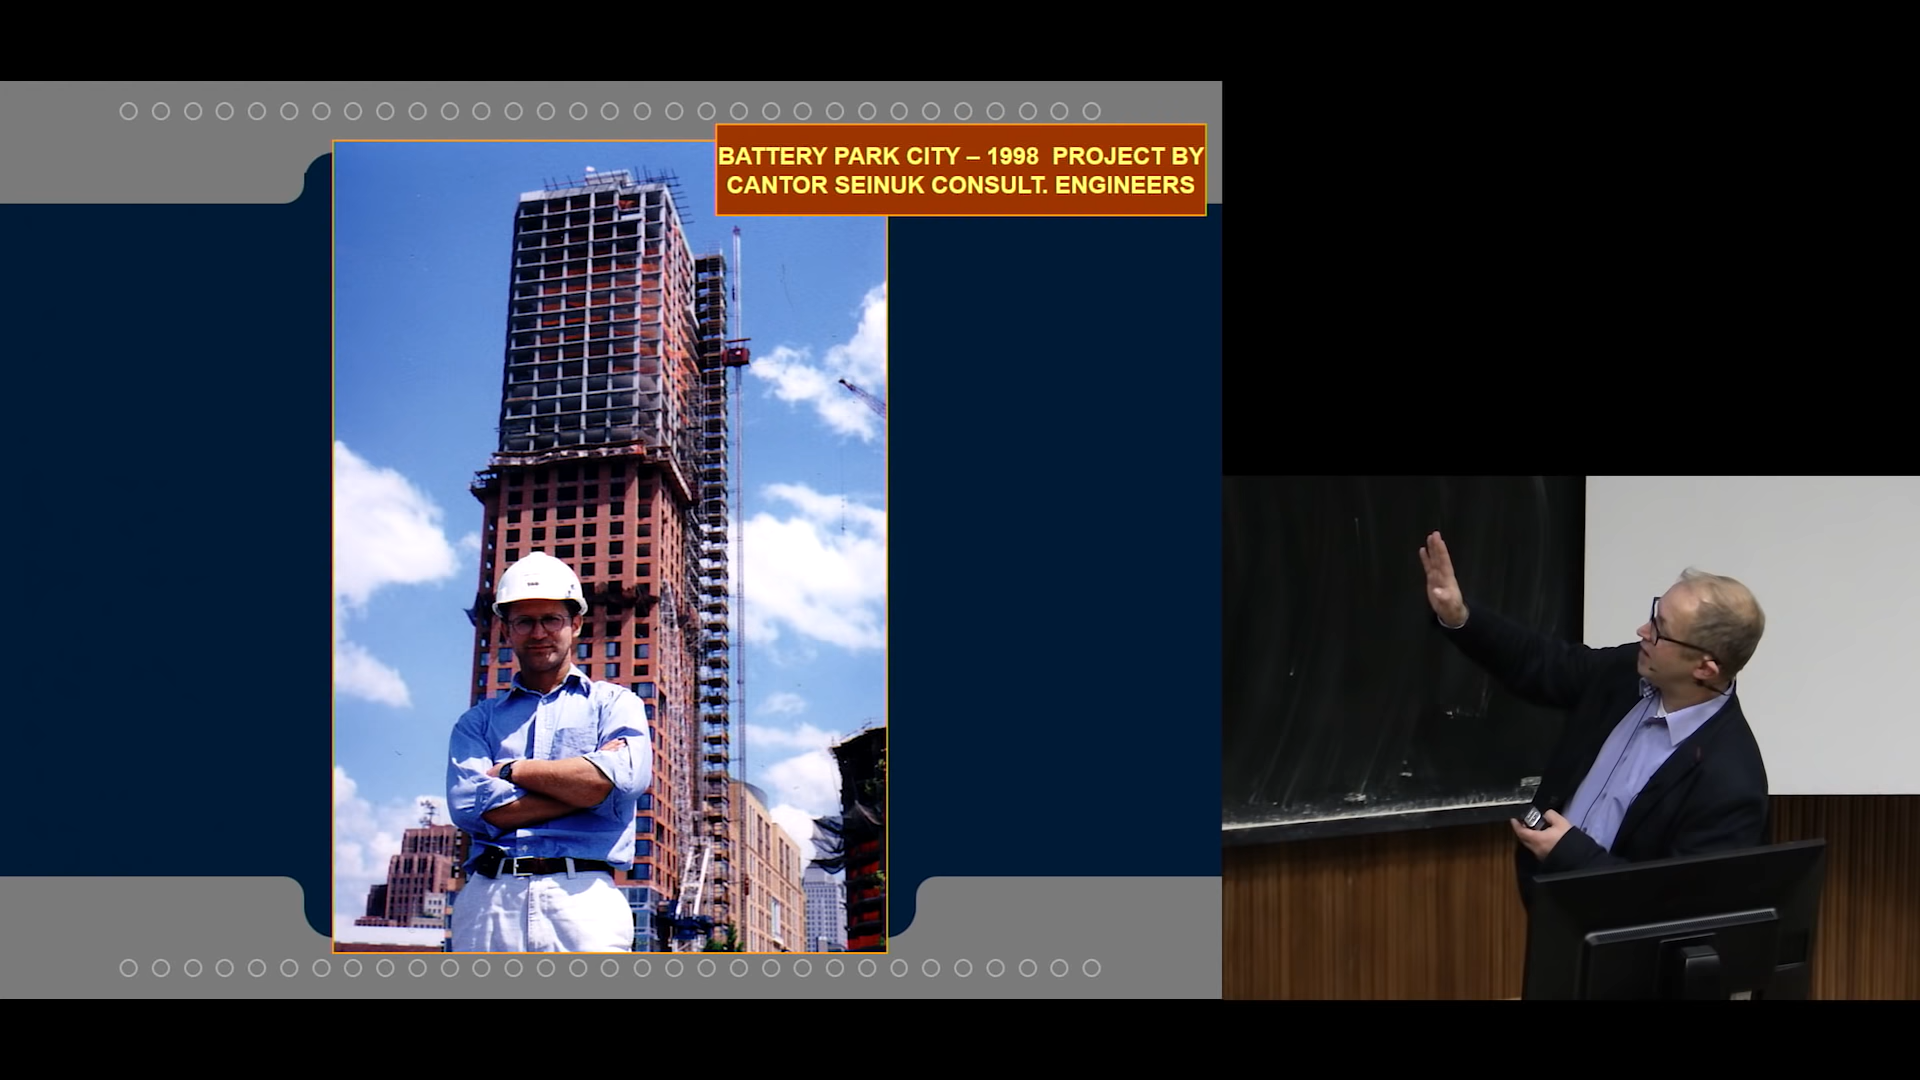 BATTERY PARK CITY – 1998 PROJECT BY
CANTOR SEINUK CONSULT. ENGINEERS